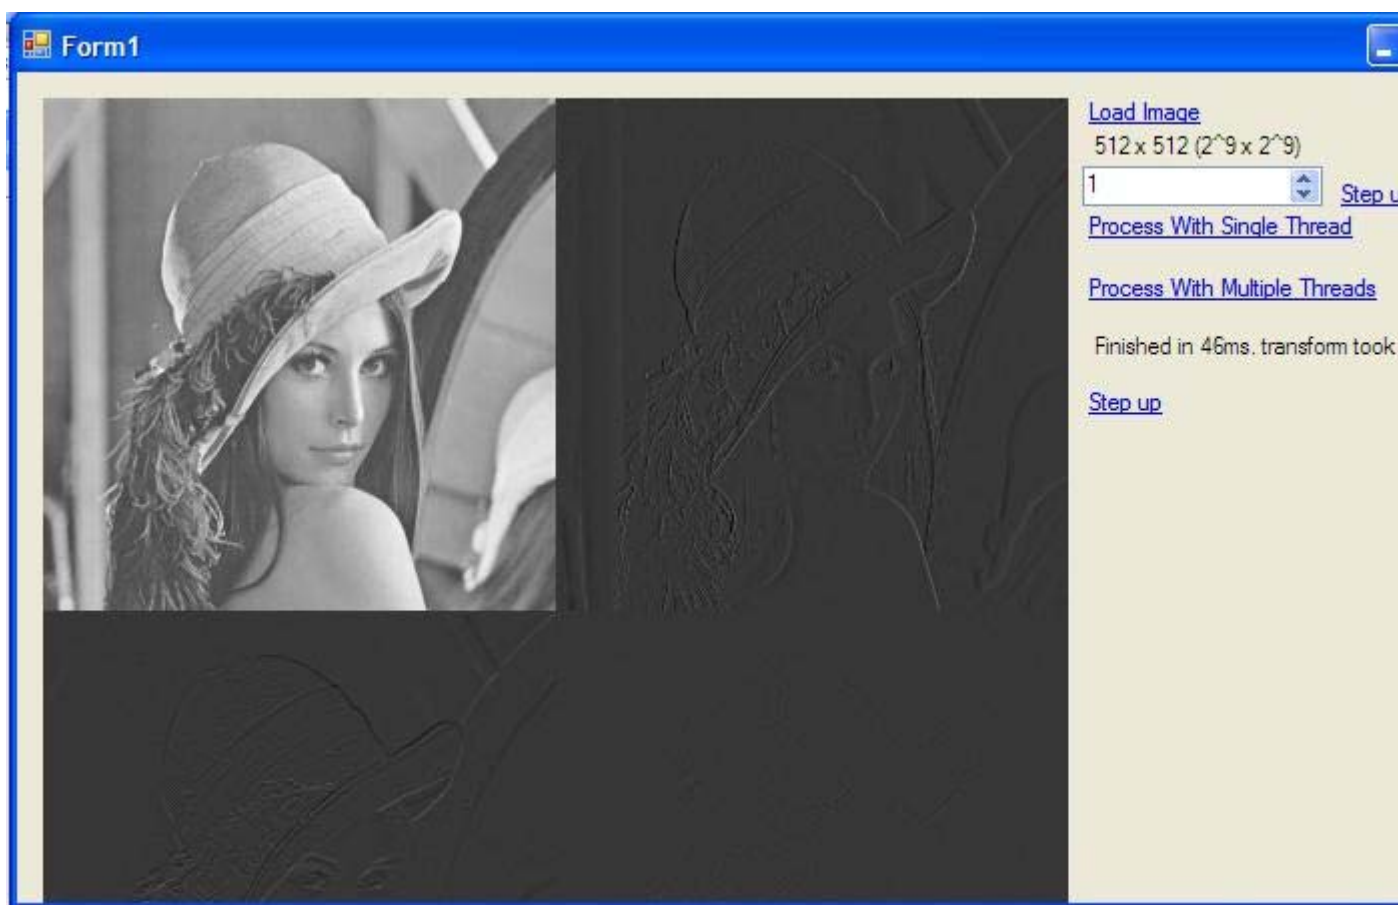 Form1
Load Image
512 x 512 (2^9 x 2^9)
1
Step u
Process With Single Thread
Process With Multiple Threads
Finished in 46ms. transform took
Step up